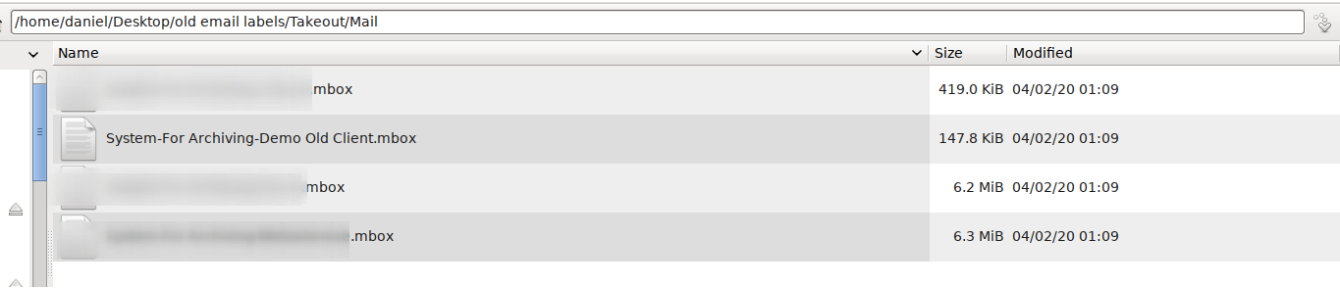 /home/daniel/Desktop/old email labels/Takeout/Mail
Name Size Modified
.mbox 419.0 KiB 04/02/20 01:09
System-For Archiving-Demo Old Client.mbox 147.8 KiB 04/02/20 01:09
mbox 6.2 MiB 04/02/20 01:09
.mbox 6.3 MiB 04/02/20 01:09